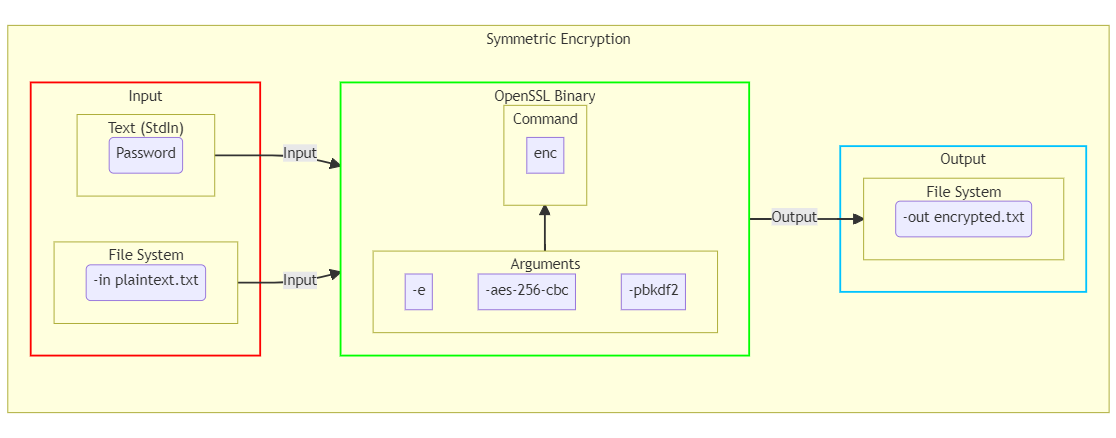 Symmetric Encryption
Input
Text (StdIn)
Password
File System
-in plaintext.txt
Input
Input
OpenSSL Binary
Command
enc
Arguments
-e
-aes-256-cbc
-pbkdf2
Output
Output
File System
-out encrypted.txt